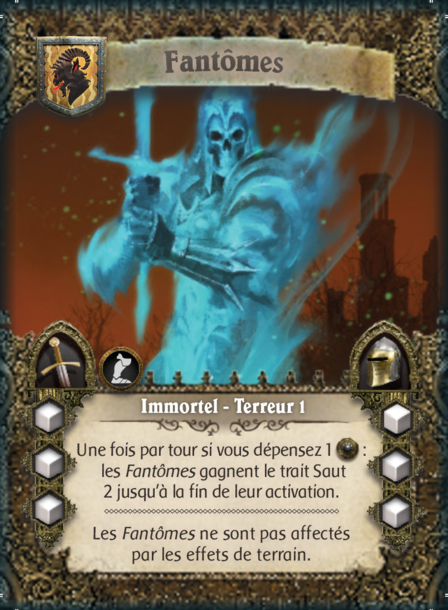 Fantômes
Immortel - Terreur 1
Une fois par tour si vous dépensez 1 :
les Fantômes gagnent le trait Saut
2 jusqu'à la fin de leur activation.
Les Fantômes ne sont pas affectés
par les effets de terrain.